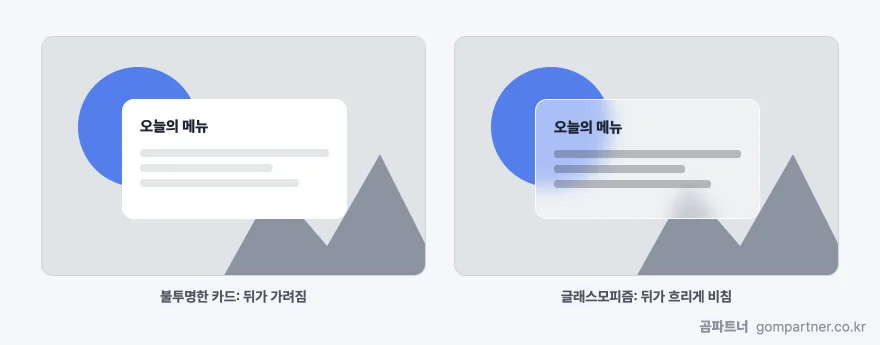 오늘의 메뉴
오늘의 메뉴
불투명한 카드: 뒤가 가려짐
글래스모피즘: 뒤가 흐리게 비침
곰파트너 gompartner.co.kr